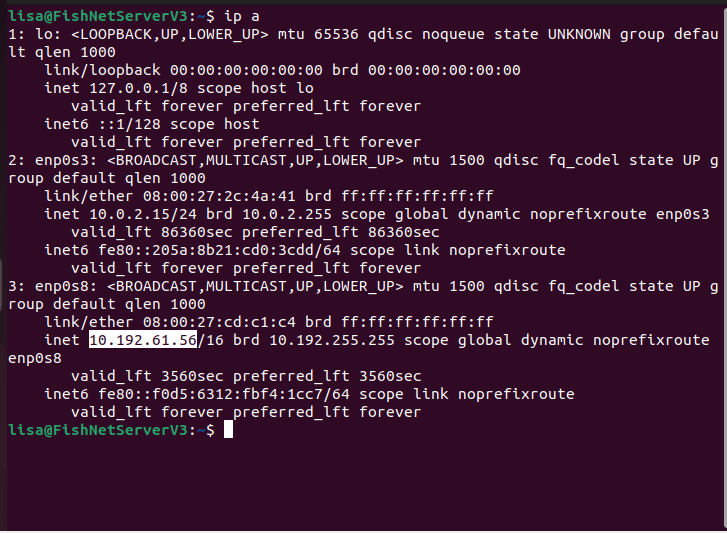 lisa@FishNetServerV3:~$ ip a
1: lo: <LOOPBACK,UP,LOWER_UP> mtu 65536 qdisc noqueue state UNKNOWN group defau
lt qlen 1000
    link/loopback 00:00:00:00:00:00 brd 00:00:00:00:00:00
    inet 127.0.0.1/8 scope host lo
       valid_lft forever preferred_lft forever
    inet6 ::1/128 scope host
       valid_lft forever preferred_lft forever
2: enp0s3: <BROADCAST,MULTICAST,UP,LOWER_UP> mtu 1500 qdisc fq_codel state UP g
roup default qlen 1000
    link/ether 08:00:27:2c:4a:41 brd ff:ff:ff:ff:ff:ff
    inet 10.0.2.15/24 brd 10.0.2.255 scope global dynamic noprefixroute enp0s3
       valid_lft 86360sec preferred_lft 86360sec
    inet6 fe80::205a:8b21:cd0:3cdd/64 scope link noprefixroute
       valid_lft forever preferred_lft forever
3: enp0s8: <BROADCAST,MULTICAST,UP,LOWER_UP> mtu 1500 qdisc fq_codel state UP g
roup default qlen 1000
    link/ether 08:00:27:cd:c1:c4 brd ff:ff:ff:ff:ff:ff
    inet 10.192.61.56/16 brd 10.192.255.255 scope global dynamic noprefixroute
enp0s8
       valid_lft 3560sec preferred_lft 3560sec
    inet6 fe80::f0d5:6312:fbf4:1cc7/64 scope link noprefixroute
       valid_lft forever preferred_lft forever
lisa@FishNetServerV3:~$